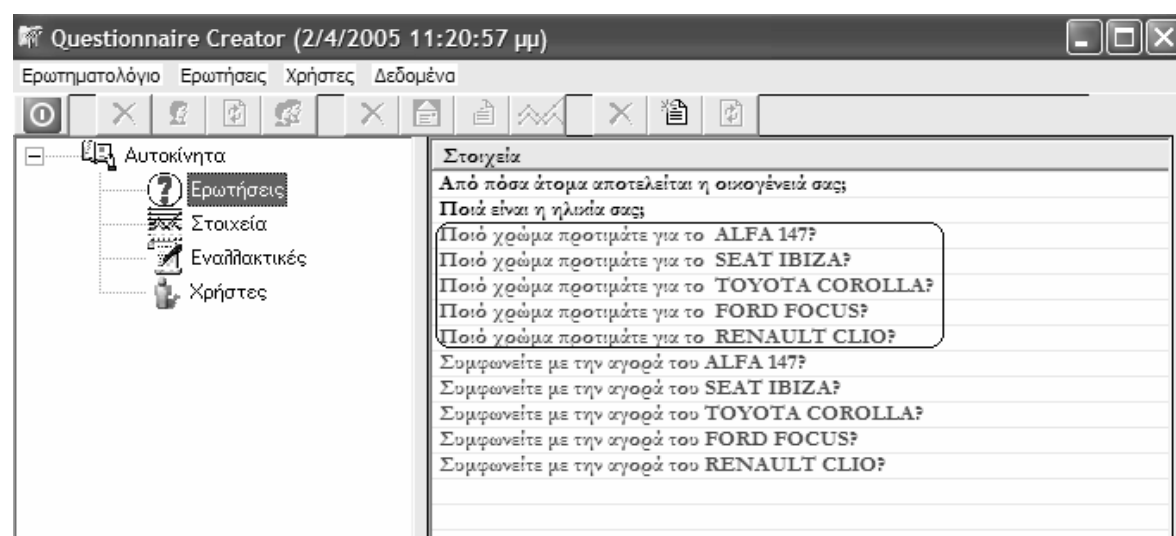 Questionnaire Creator (2/4/2005 11:20:57 μμ)
Ερωτηματολόγιο Ερωτήσεις Χρήστες Δεδομένα
Αυτοκίνητα
Ερωτήσεις
Στοιχεία
Εναλλακτικές
Χρήστες
Στοιχεία
Από πόσα άτομα αποτελείται η οικογένειά σας;
Ποιά είναι η ηλικία σας;
Ποιό χρώμα προτιμάτε για το ALFA 147?
Ποιό χρώμα προτιμάτε για το SEAT IBIZA?
Ποιό χρώμα προτιμάτε για το TOYOTA COROLLA?
Ποιό χρώμα προτιμάτε για το FORD FOCUS?
Ποιό χρώμα προτιμάτε για το RENAULT CLIO?
Συμφωνείτε με την αγορά του ALFA 147?
Συμφωνείτε με την αγορά του SEAT IBIZA?
Συμφωνείτε με την αγορά του TOYOTA COROLLA?
Συμφωνείτε με την αγορά του FORD FOCUS?
Συμφωνείτε με την αγορά του RENAULT CLIO?